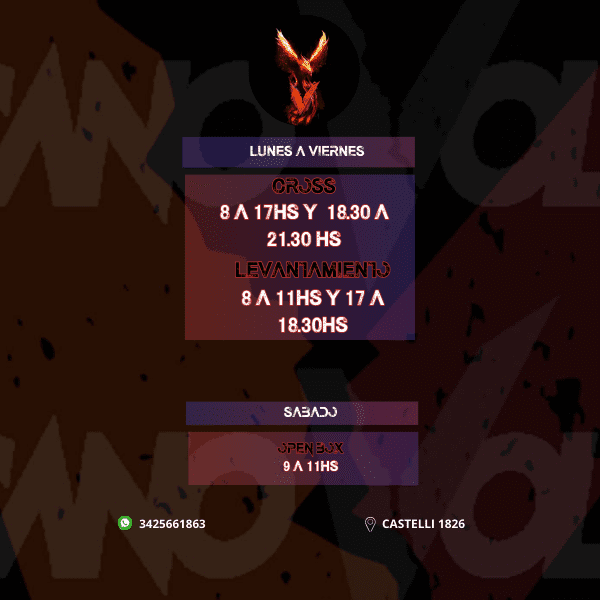 LUNES A VIERNES
CROSS
8 A 17HS Y 18.30 A
21.30 HS
LEVANTAMIENTO
8 A 11HS Y 17 A
18.30HS
SABADO
OPEN BOX
9 A 11HS
3425661863
CASTELLI 1826